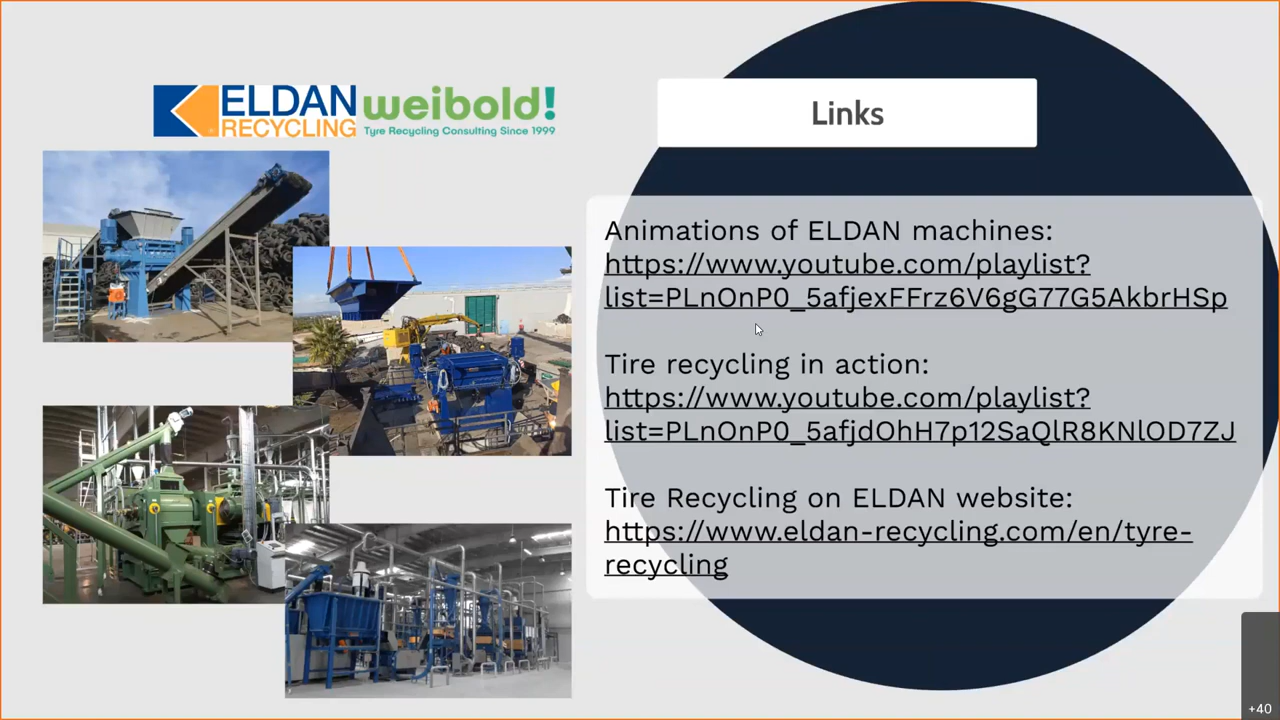 ELDAN
RECYCLING
weibold!
Tyre Recycling Consulting Since 1999
Links
Animations of ELDAN machines:
https://www.youtube.com/playlist?
list=PLnOnP0_5afjexFFrz6V6gG77G5AkbrHSp
Tire recycling in action:
https://www.youtube.com/playlist?
list=PLnOnP0_5afjdOhH7p12SaQlR8KNlOD7ZJ
Tire Recycling on ELDAN website:
https://www.eldan-recycling.com/en/tyre-
recycling
+40